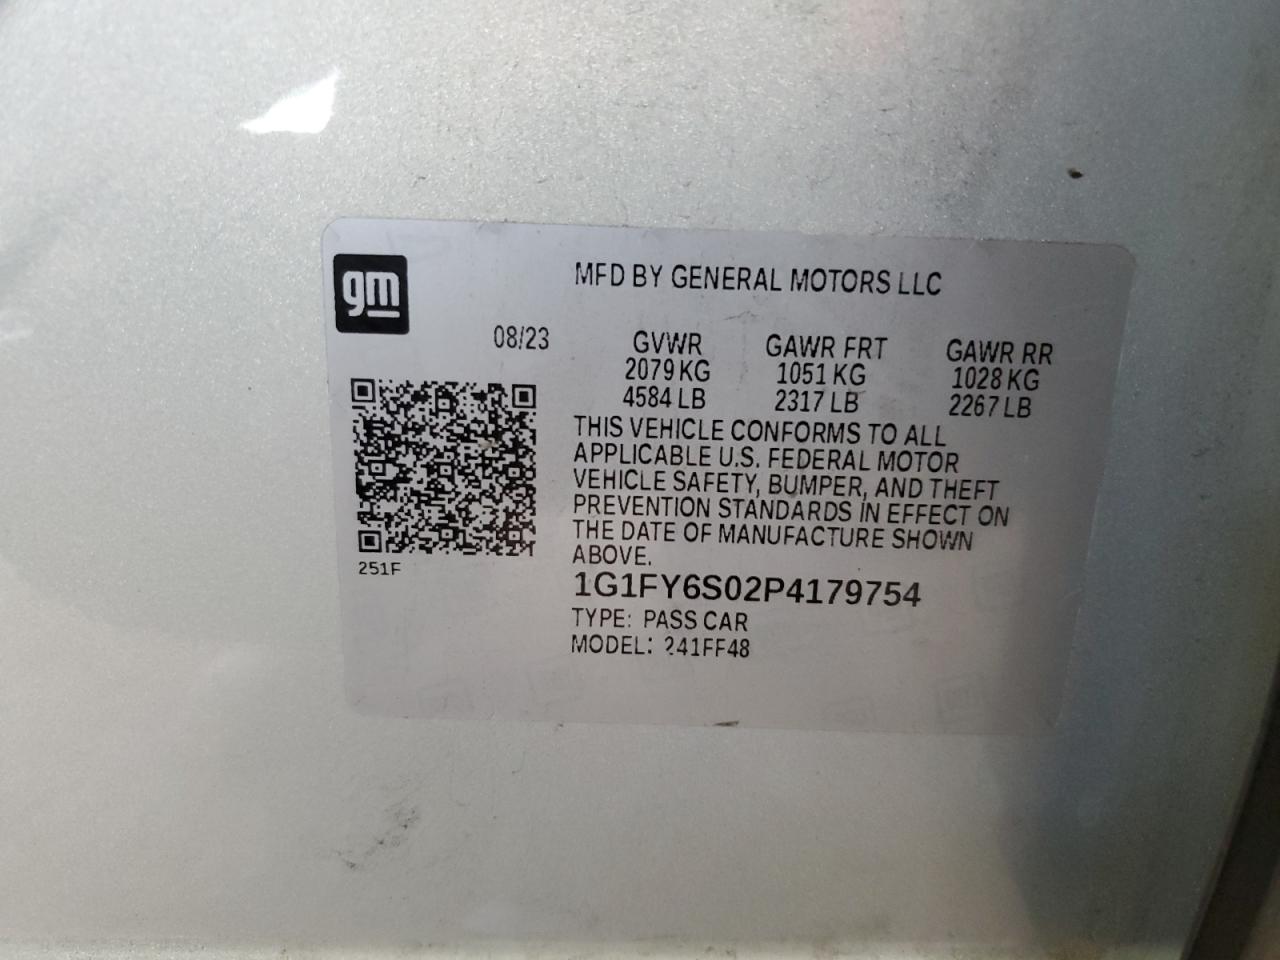 gm
MFD BY GENERAL MOTORS LLC
08/23 GVWR GAWR FRT GAWR RR
2079 KG 1051 KG 1028 KG
4584 LB 2317 LB 2267 LB
THIS VEHICLE CONFORMS TO ALL
APPLICABLE U.S. FEDERAL MOTOR
VEHICLE SAFETY, BUMPER, AND THEFT
PREVENTION STANDARDS IN EFFECT ON
THE DATE OF MANUFACTURE SHOWN
ABOVE.
251F
1G1FY6S02P4179754
TYPE: PASS CAR
MODEL: 241FF48